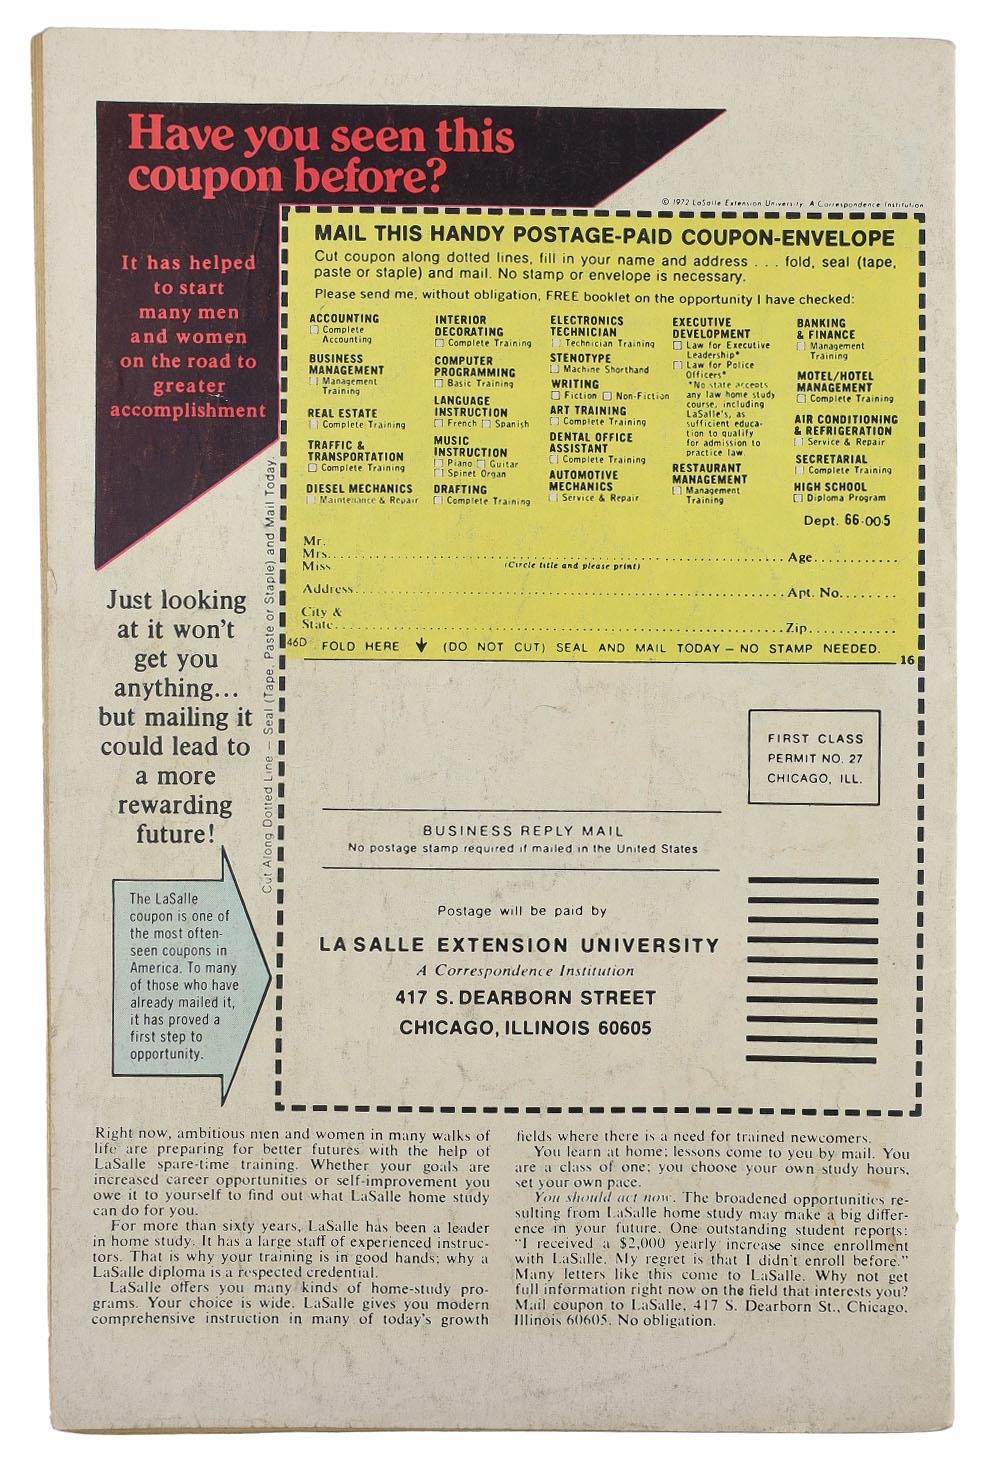 Have you seen this
coupon before?
It has helped
to start
many men
and women
on the road to
greater
accomplishment
Just looking
at it won't
get you
anything...
but mailing it
could lead to
a more
rewarding
future!
The LaSalle
coupon is one of
the most often-
seen coupons in
America. To many
of those who have
already mailed it,
it has proved a
first step to
opportunity.
Cut Along Dotted Line — Seal (Tape, Paste or Staple) and Mail Today.
© 1972 LaSalle Extension University. A Correspondence Institution
MAIL THIS HANDY POSTAGE-PAID COUPON-ENVELOPE
Cut coupon along dotted lines, fill in your name and address . . . fold, seal (tape,
paste or staple) and mail. No stamp or envelope is necessary.
Please send me, without obligation, FREE booklet on the opportunity I have checked:
ACCOUNTING
☐ Complete
Accounting
BUSINESS
MANAGEMENT
☐ Management
Training
REAL ESTATE
☐ Complete Training
TRAFFIC &
TRANSPORTATION
☐ Complete Training
DIESEL MECHANICS
☐ Maintenance & Repair
INTERIOR
DECORATING
☐ Complete Training
COMPUTER
PROGRAMMING
☐ Basic Training
LANGUAGE
INSTRUCTION
☐ French ☐ Spanish
MUSIC
INSTRUCTION
☐ Piano ☐ Guitar
☐ Spinet Organ
DRAFTING
☐ Complete Training
ELECTRONICS
TECHNICIAN
☐ Technician Training
STENOTYPE
☐ Machine Shorthand
WRITING
☐ Fiction ☐ Non-Fiction
ART TRAINING
☐ Complete Training
DENTAL OFFICE
ASSISTANT
☐ Complete Training
AUTOMOTIVE
MECHANICS
☐ Service & Repair
EXECUTIVE
DEVELOPMENT
☐ Law for Executive
Leadership*
☐ Law for Police
Officers*
*No state accepts
any law home study
course, including
LaSalle's, as
sufficient educa-
tion to qualify
for admission to
practice law.
RESTAURANT
MANAGEMENT
☐ Management
Training
BANKING
& FINANCE
☐ Management
Training
MOTEL/HOTEL
MANAGEMENT
☐ Complete Training
AIR CONDITIONING
& REFRIGERATION
☐ Service & Repair
SECRETARIAL
☐ Complete Training
HIGH SCHOOL
☐ Diploma Program
Dept. 66-005
Mr.
Mrs. Age
Miss (Circle title and please print)
Address Apt. No.
City &
State Zip
46D FOLD HERE ↓ (DO NOT CUT) SEAL AND MAIL TODAY — NO STAMP NEEDED.
16
FIRST CLASS
PERMIT NO. 27
CHICAGO, ILL.
BUSINESS REPLY MAIL
No postage stamp required if mailed in the United States
Postage will be paid by
LA SALLE EXTENSION UNIVERSITY
A Correspondence Institution
417 S. DEARBORN STREET
CHICAGO, ILLINOIS 60605
Right now, ambitious men and women in many walks of
life are preparing for better futures with the help of
LaSalle spare-time training. Whether your goals are
increased career opportunities or self-improvement you
owe it to yourself to find out what LaSalle home study
can do for you.
For more than sixty years, LaSalle has been a leader
in home study. It has a large staff of experienced instruc-
tors. That is why your training is in good hands; why a
LaSalle diploma is a respected credential.
LaSalle offers you many kinds of home-study pro-
grams. Your choice is wide. LaSalle gives you modern
comprehensive instruction in many of today's growth
fields where there is a need for trained newcomers.
You learn at home; lessons come to you by mail. You
are a class of one; you choose your own study hours,
set your own pace.
You should act now. The broadened opportunities re-
sulting from LaSalle home study may make a big differ-
ence in your future. One outstanding student reports:
"I received a $2,000 yearly increase since enrollment
with LaSalle. My regret is that I didn't enroll before."
Many letters like this come to LaSalle. Why not get
full information right now on the field that interests you?
Mail coupon to LaSalle, 417 S. Dearborn St., Chicago,
Illinois 60605. No obligation.